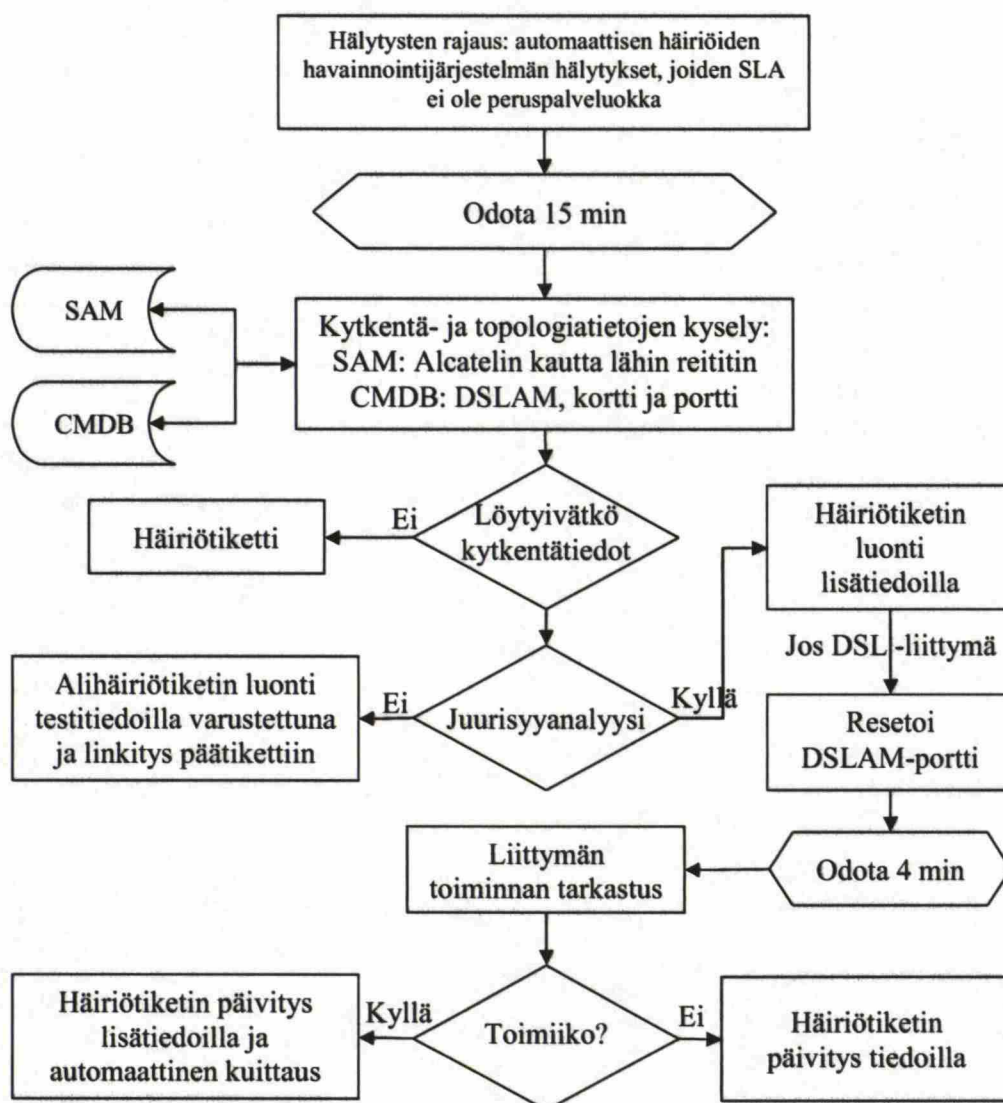 Hälytysten rajaus: automaattisen häiriöiden
havainnointijärjestelmän hälytykset, joiden SLA
ei ole peruspalveluokka
Odota 15 min
SAM
CMDB
Kytkentä- ja topologiatietojen kysely:
SAM: Alcatelin kautta lähin reititin
CMDB: DSLAM, kortti ja portti
Häiriötiketti
Ei
Löytyivätkö
kytkentätiedot
Häiriötiketin
luonti
lisätiedoilla
Jos DSL -liittymä
Alihäiriötiketin luonti
testitiedoilla varustettuna
ja linkitys päätikettiin
Ei
Juurisyyanalyysi
Kyllä
Resetoi
DSLAM-portti
Liittymän
toiminnan tarkastus
Odota 4 min
Häiriötiketin päivitys
lisätiedoilla ja
automaattinen kuittaus
Kyllä
Toimiiko?
Ei
Häiriötiketin
päivitys tiedoilla